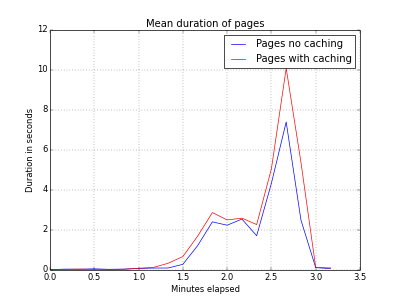 Mean duration of pages
12
10
8
6
4
2
0
Duration in seconds
Pages no caching
Pages with caching
0.0 0.5 1.0 1.5 2.0 2.5 3.0 3.5
Minutes elapsed